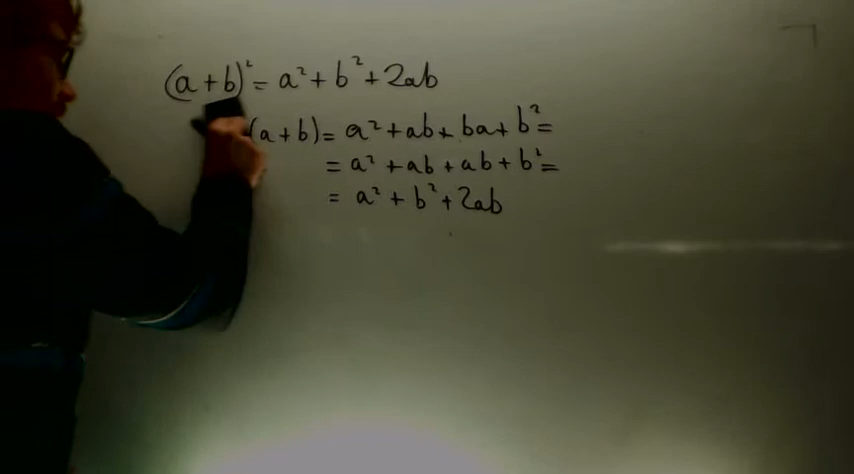 (a+b)² = a² + b² + 2ab
(a+b) = a² + ab + ba + b² =
= a² + ab + ab + b² =
= a² + b² + 2ab